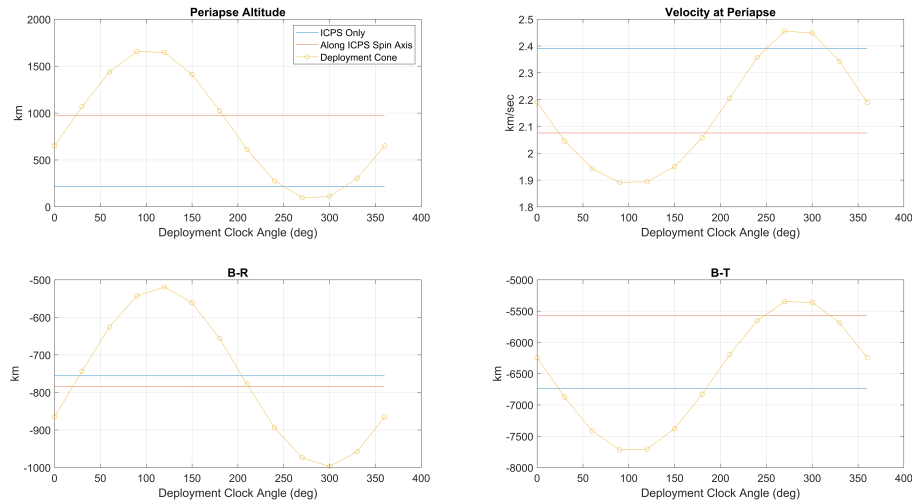 Periapse Altitude
2000
1500
1000
500
0
km
0 50 100 150 200 250 300 350 400
Deployment Clock Angle (deg)
ICPS Only
Along ICPS Spin Axis
Deployment Cone
Velocity at Periapse
2.5
2.4
2.3
2.2
2.1
2
1.9
1.8
km/sec
0 50 100 150 200 250 300 350 400
Deployment Clock Angle (deg)
B-R
-500
-600
-700
-800
-900
-1000
km
0 50 100 150 200 250 300 350 400
Deployment Clock Angle (deg)
B-T
-5000
-5500
-6000
-6500
-7000
-7500
-8000
km
0 50 100 150 200 250 300 350 400
Deployment Clock Angle (deg)